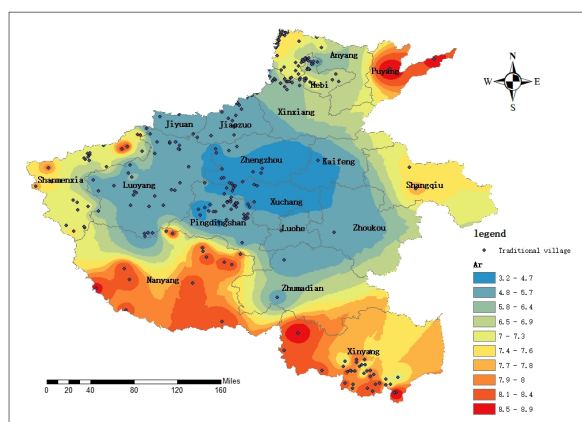 Anyang
Hebi
Puyang
N
W E
S
Xinxiang
Jiyuan
Jiaozuo
Zhengzhou
Kaifeng
Shanmenxia
Luoyang
Shangqiu
Xuchang
Pingdingshan
Luohe
Zhoukou
Nanyang
Zhumadian
Xinyang
legend
Traditional village
Ar
3.2 - 4.7
4.8 - 5.7
5.8 - 6.4
6.5 - 6.9
7 - 7.3
7.4 - 7.6
7.7 - 7.8
7.9 - 8
8.1 - 8.4
8.5 - 8.9
Miles
0 20 40 80 120 160